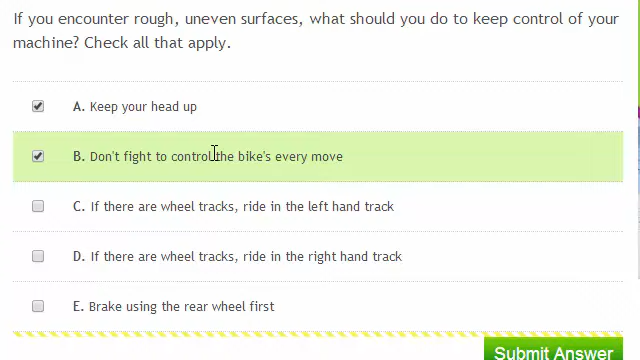 If you encounter rough, uneven surfaces, what should you do to keep control of your
machine? Check all that apply.
A. Keep your head up
B. Don't fight to control the bike's every move
C. If there are wheel tracks, ride in the left hand track
D. If there are wheel tracks, ride in the right hand track
E. Brake using the rear wheel first
Submit Answer